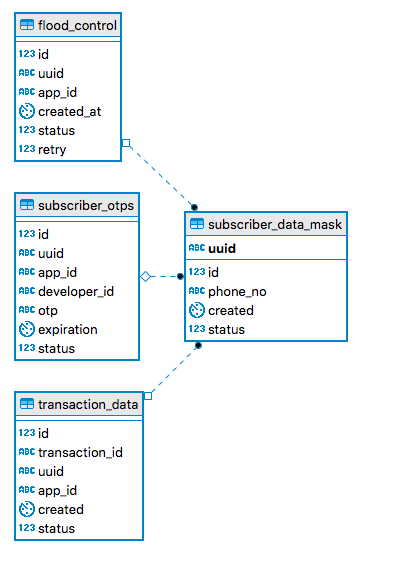 flood_control
123 id
ABC uuid
ABC app_id
created_at
123 status
123 retry
subscriber_otps
123 id
ABC uuid
ABC app_id
ABC developer_id
ABC otp
expiration
123 status
subscriber_data_mask
ABC uuid
123 id
ABC phone_no
created
123 status
transaction_data
123 id
ABC transaction_id
ABC uuid
ABC app_id
created
123 status